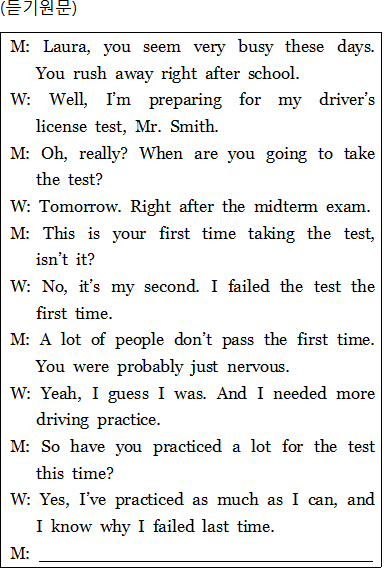 (듣기원문)
M: Laura, you seem very busy these days.
You rush away right after school.
W: Well, I'm preparing for my driver's
license test, Mr. Smith.
M: Oh, really? When are you going to take
the test?
W: Tomorrow. Right after the midterm exam.
M: This is your first time taking the test,
isn't it?
W: No, it's my second. I failed the test the
first time.
M: A lot of people don't pass the first time.
You were probably just nervous.
W: Yeah, I guess I was. And I needed more
driving practice.
M: So have you practiced a lot for the test
this time?
W: Yes, I've practiced as much as I can, and
I know why I failed last time.
M: ______________________________